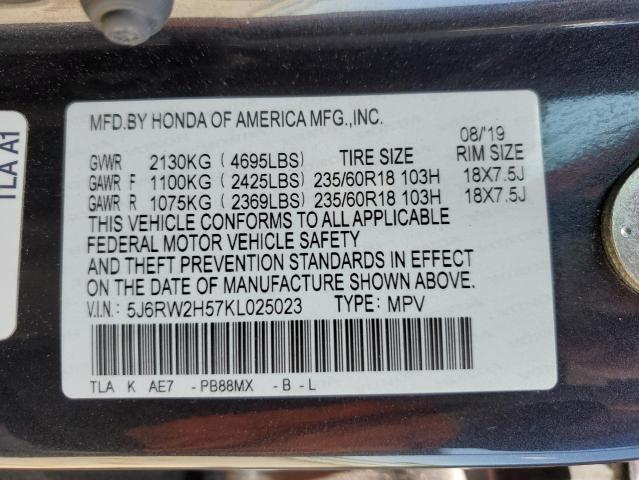 MFD.BY HONDA OF AMERICA MFG.,INC.
08/'19
GVWR 2130KG ( 4695LBS) TIRE SIZE RIM SIZE
GAWR F 1100KG ( 2425LBS) 235/60R18 103H 18X7.5J
GAWR R 1075KG ( 2369LBS) 235/60R18 103H 18X7.5J
THIS VEHICLE CONFORMS TO ALL APPLICABLE
FEDERAL MOTOR VEHICLE SAFETY
AND THEFT PREVENTION STANDARDS IN EFFECT
ON THE DATE OF MANUFACTURE SHOWN ABOVE.
V.I.N.: 5J6RW2H57KL025023 TYPE: MPV
TLA K AE7 -PB88MX -B -L
TLA A1